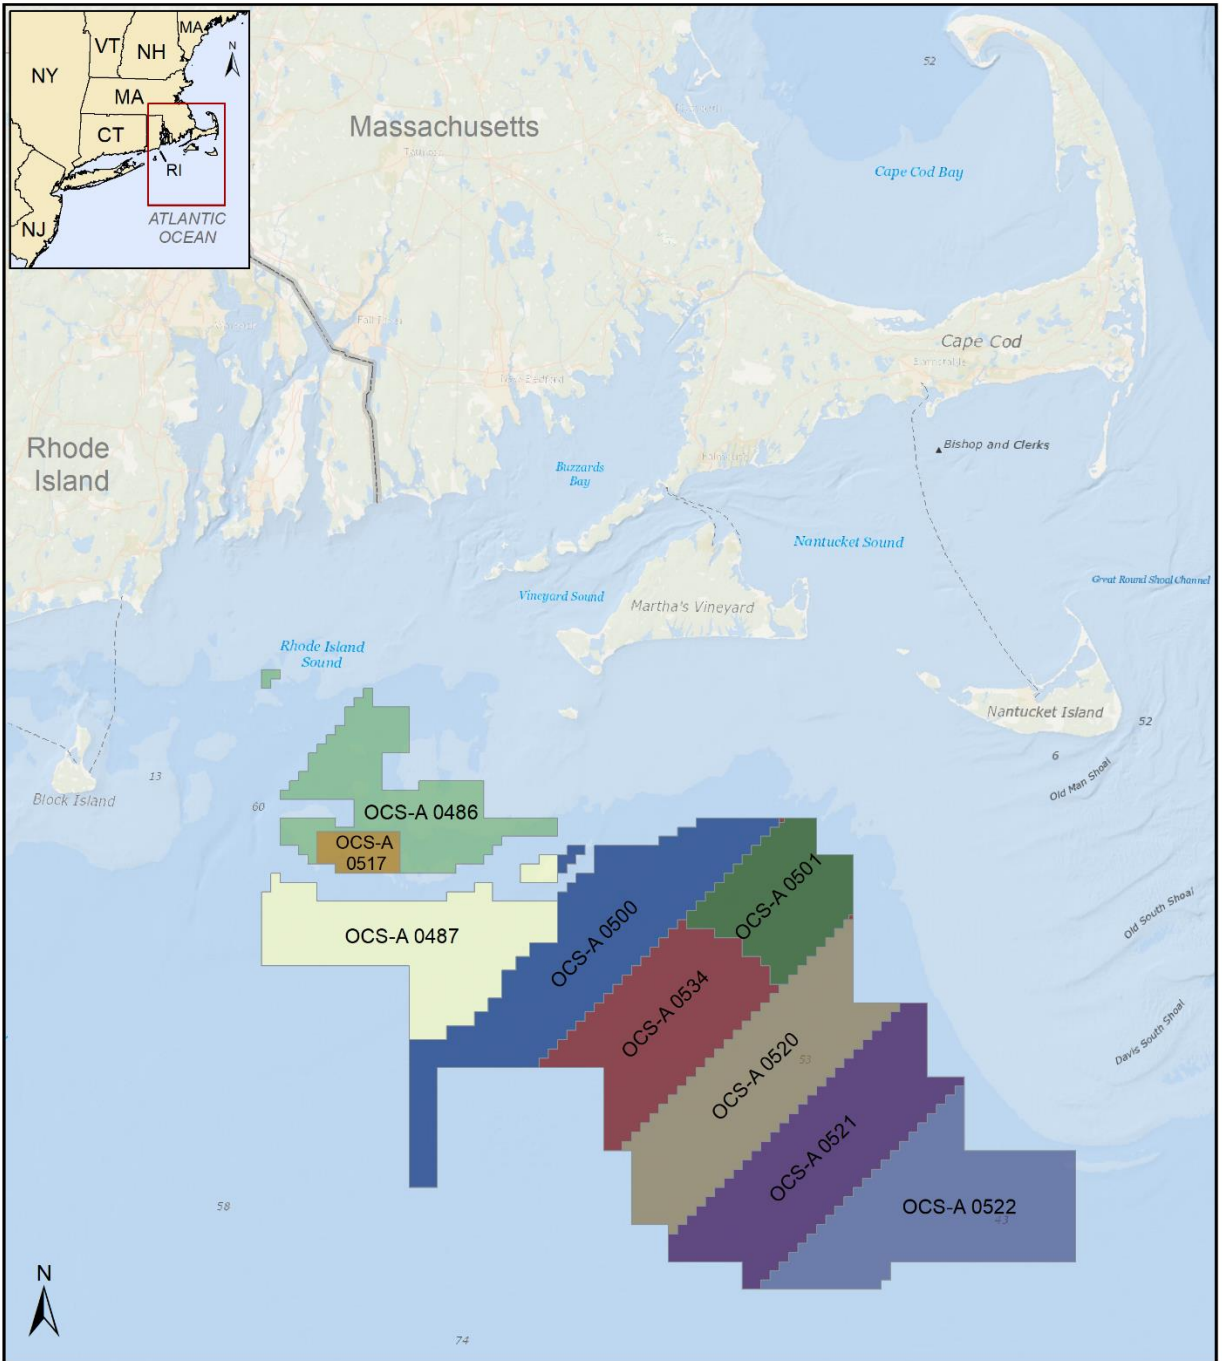 MA
N
VT
NH
NY
MA
CT
RI
ATLANTIC
OCEAN
NJ
52
Massachusetts
Cape Cod Bay
Cape Cod
Bishop and Clerks
Rhode
Island
Buzzards
Bay
Nantucket Sound
Great Round Shoal Channel
Vineyard Sound
Martha's Vineyard
Rhode Island
Sound
Nantucket Island
52
6
Old Man Shoal
13
Block Island
60
OCS-A 0486
OCS-A
0517
OCS-A 0501
Old South Shoal
OCS-A 0487
OCS-A 0500
OCS-A 0534
Davis South Shoal
OCS-A 0520
53
OCS-A 0521
58
OCS-A 0522
43
N
74